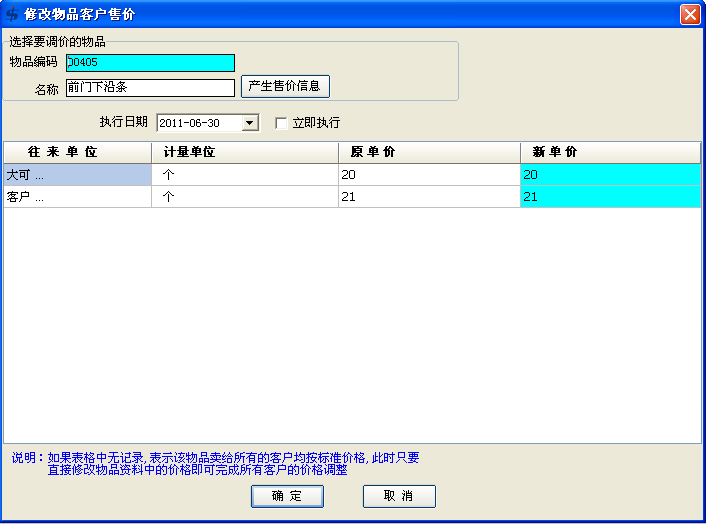 修改物品客户售价
选择要调价的物品
物品编码 00405
名称 前门下沿条 产生售价信息
执行日期 2011-06-30 立即执行
往 来 单 位 计量单位 原 单 价 新 单 价
大可 ... 个 20 20
客户 ... 个 21 21
说明：如果表格中无记录, 表示该物品卖给所有的客户均按标准价格, 此时只要
直接修改物品资料中的价格即可完成所有客户的价格调整
确 定 取 消